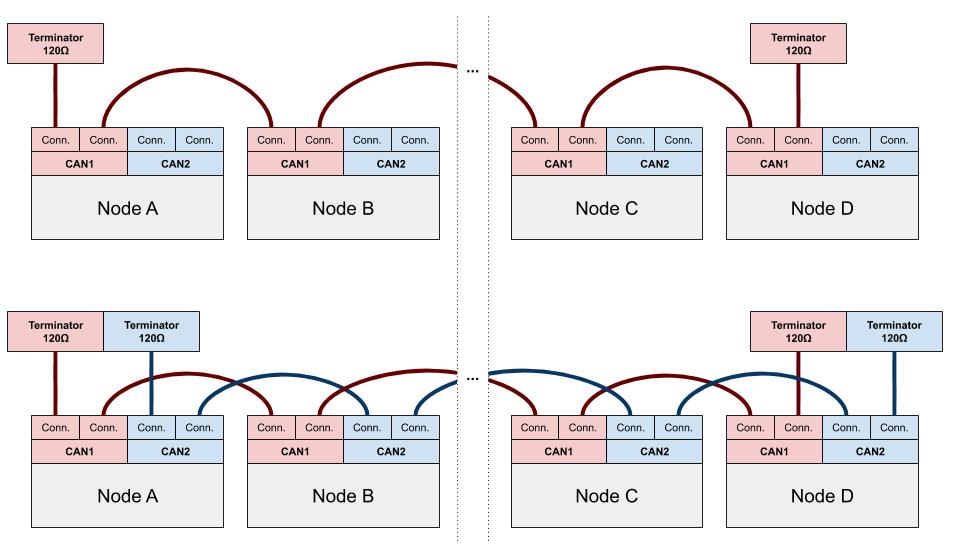 Terminator
120Ω
Terminator
120Ω
...
Conn. Conn. Conn. Conn. Conn. Conn. Conn. Conn. Conn. Conn. Conn. Conn. Conn. Conn. Conn. Conn.
CAN1 CAN2 CAN1 CAN2 CAN1 CAN2 CAN1 CAN2
Node A Node B Node C Node D
Terminator
120Ω
Terminator
120Ω
Terminator
120Ω
Terminator
120Ω
...
Conn. Conn. Conn. Conn. Conn. Conn. Conn. Conn. Conn. Conn. Conn. Conn. Conn. Conn. Conn. Conn.
CAN1 CAN2 CAN1 CAN2 CAN1 CAN2 CAN1 CAN2
Node A Node B Node C Node D